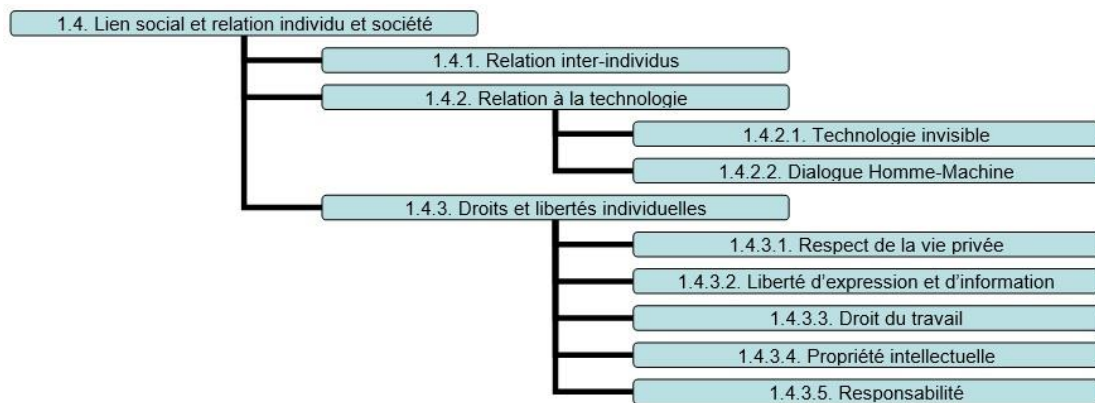 1.4. Lien social et relation individu et société
1.4.1. Relation inter-individus
1.4.2. Relation à la technologie
1.4.2.1. Technologie invisible
1.4.2.2. Dialogue Homme-Machine
1.4.3. Droits et libertés individuelles
1.4.3.1. Respect de la vie privée
1.4.3.2. Liberté d’expression et d’information
1.4.3.3. Droit du travail
1.4.3.4. Propriété intellectuelle
1.4.3.5. Responsabilité